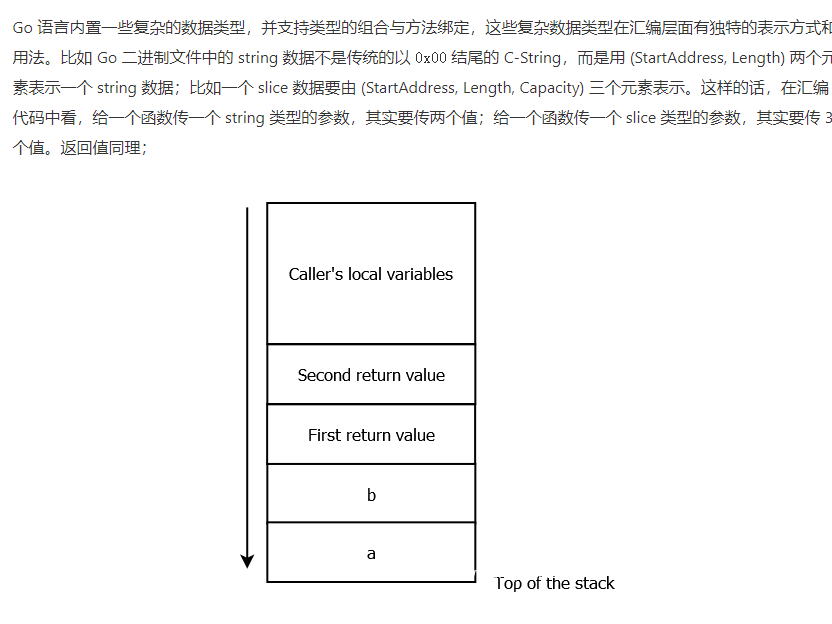 Go 语言内置一些复杂的数据类型，并支持类型的组合与方法绑定，这些复杂数据类型在汇编层面有独特的表示方式和
用法。比如 Go 二进制文件中的 string 数据不是传统的以 0x00 结尾的 C-String，而是用 (StartAddress, Length) 两个元
素表示一个 string 数据；比如一个 slice 数据要由 (StartAddress, Length, Capacity) 三个元素表示。这样的话，在汇编
代码中看，给一个函数传一个 string 类型的参数，其实要传两个值；给一个函数传一个 slice 类型的参数，其实要传 3
个值。返回值同理；
Caller's local variables
Second return value
First return value
b
a
Top of the stack